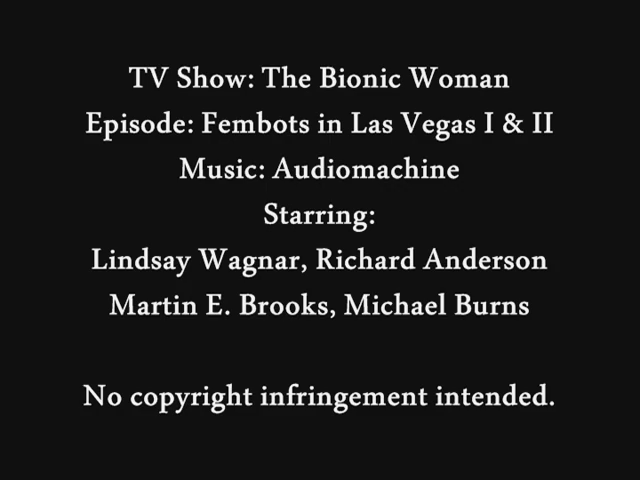 TV Show: The Bionic Woman
Episode: Fembots in Las Vegas I & II
Music: Audiomachine
Starring:
Lindsay Wagnar, Richard Anderson
Martin E. Brooks, Michael Burns
No copyright infringement intended.